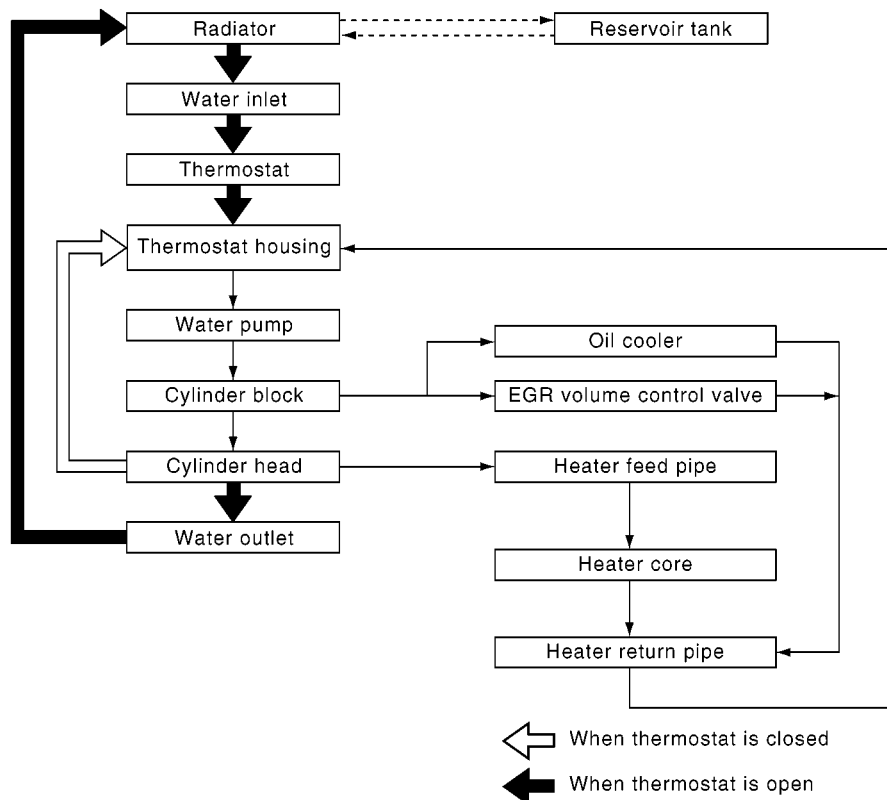 Radiator
Reservoir tank
Water inlet
Thermostat
Thermostat housing
Water pump
Oil cooler
Cylinder block
EGR volume control valve
Cylinder head
Heater feed pipe
Water outlet
Heater core
Heater return pipe
When thermostat is closed
When thermostat is open